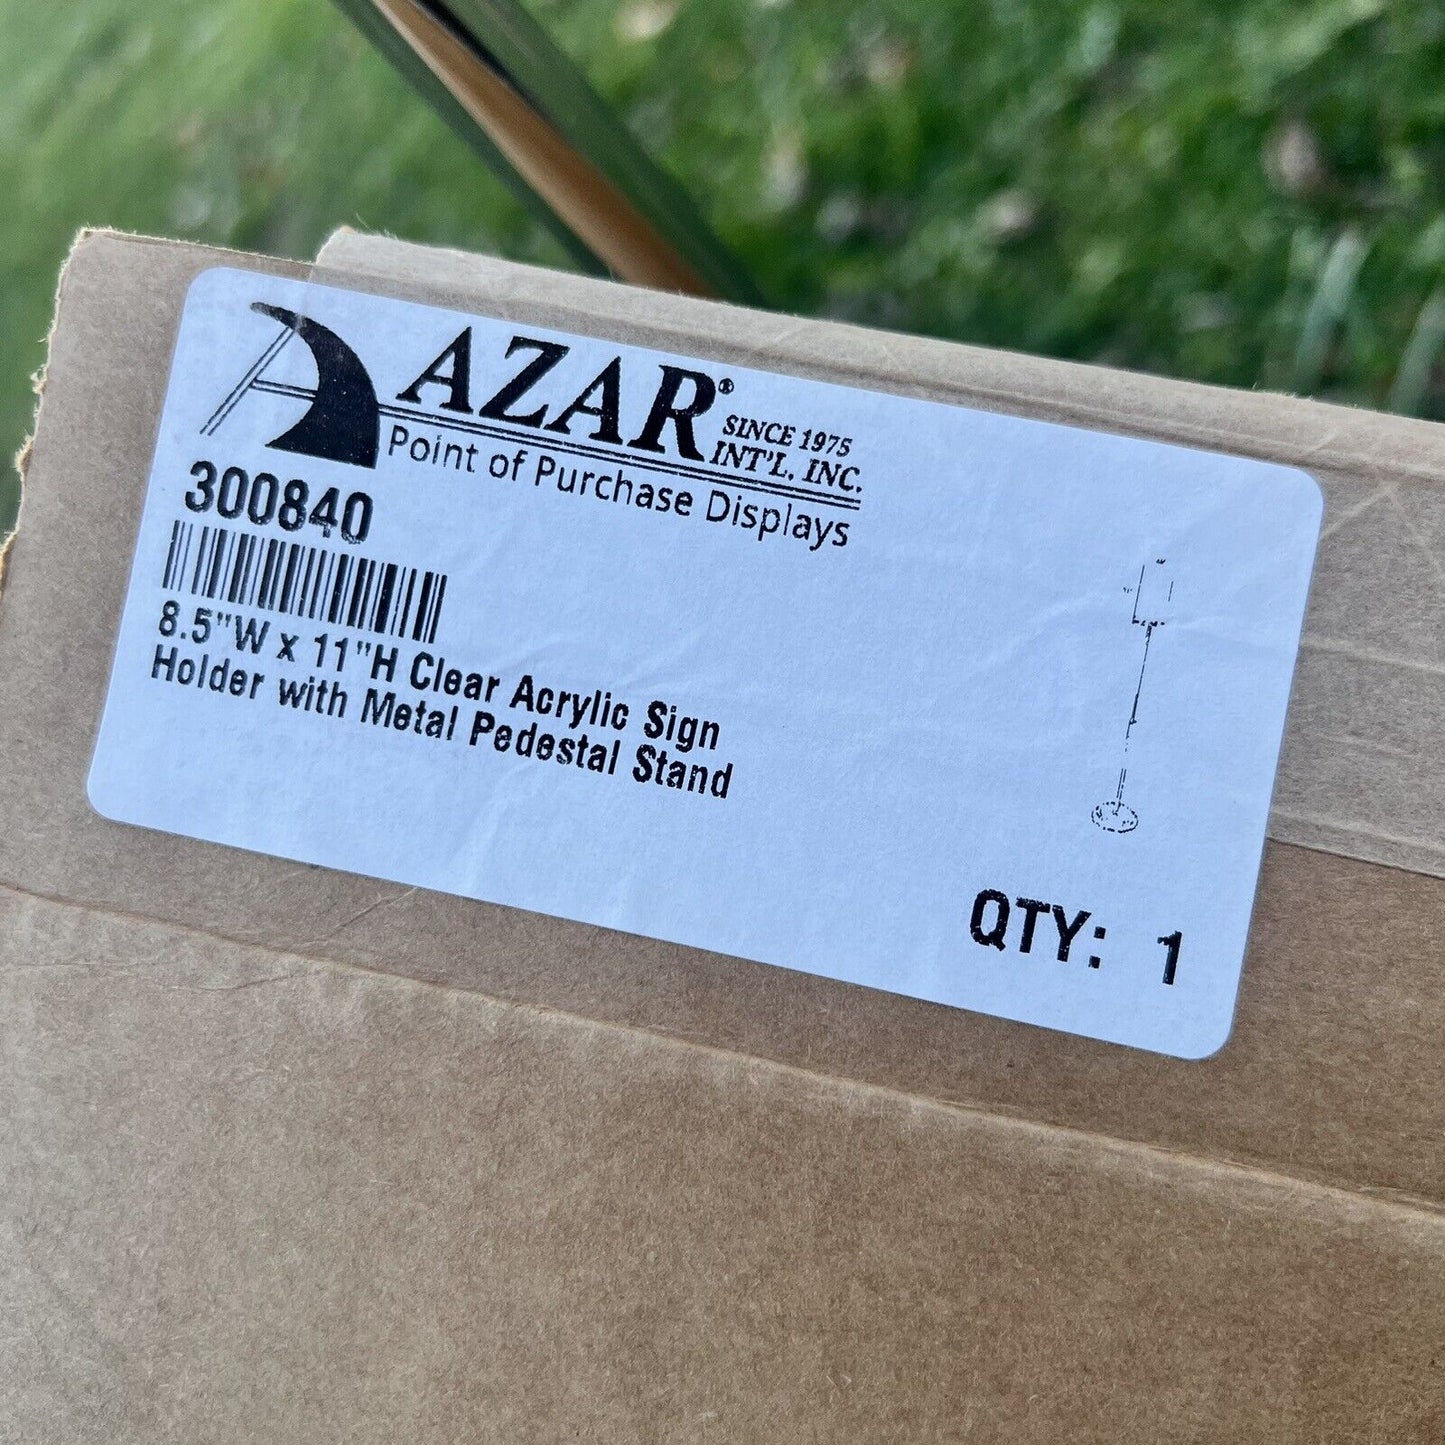 AZAR®
SINCE 1975
INT'L. INC.
Point of Purchase Displays
300840
8.5"W x 11"H Clear Acrylic Sign
Holder with Metal Pedestal Stand
QTY: 1